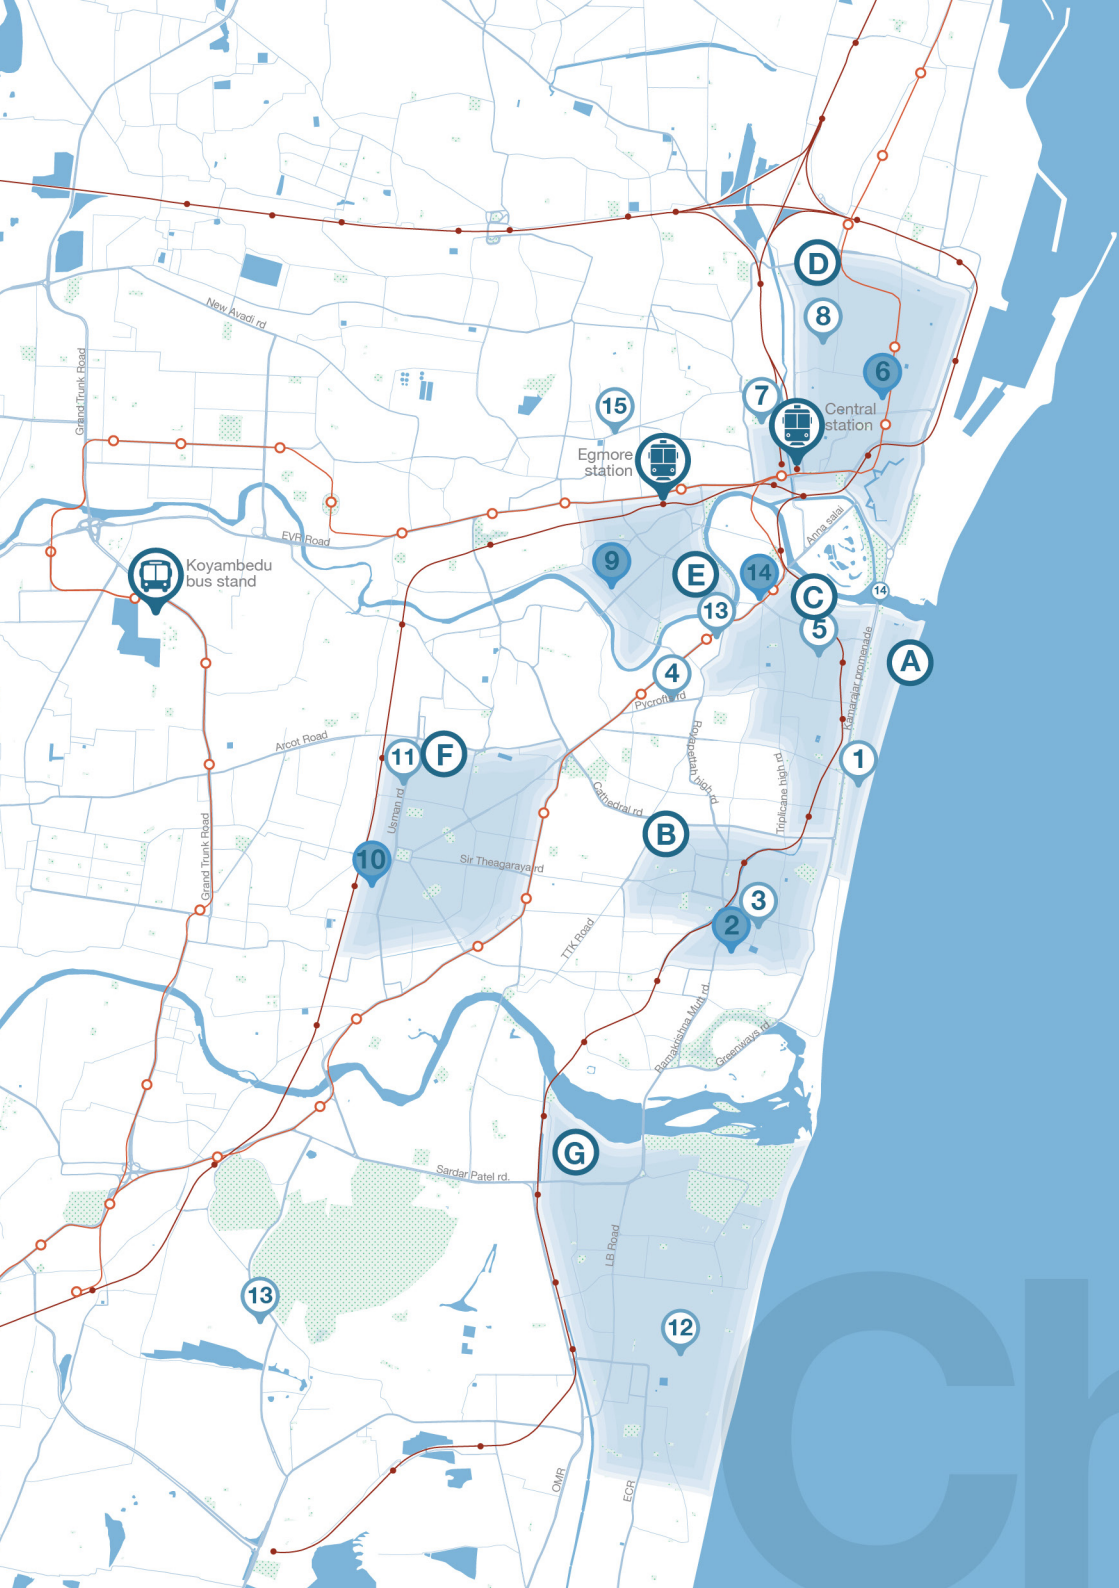 D
8
6
New Avadi rd
Grand Trunk Road
7
15
Central
station
Egmore
station
EVR Road
Anna salai
Koyambedu
bus stand
9
E
14
14
C
13
5
A
Kamarajar promenade
4
Pycrofts rd
Royapettah high rd
Arcot Road
11
F
1
Triplicane high rd
Cathedral rd
Usman rd
B
Grand Trunk Road
10
Sir Theagaraya rd
3
2
TTK Road
Ramakrishna Mutt rd
Greenways rd
G
Sardar Patel rd.
LB Road
13
12
OMR
ECR
Ch